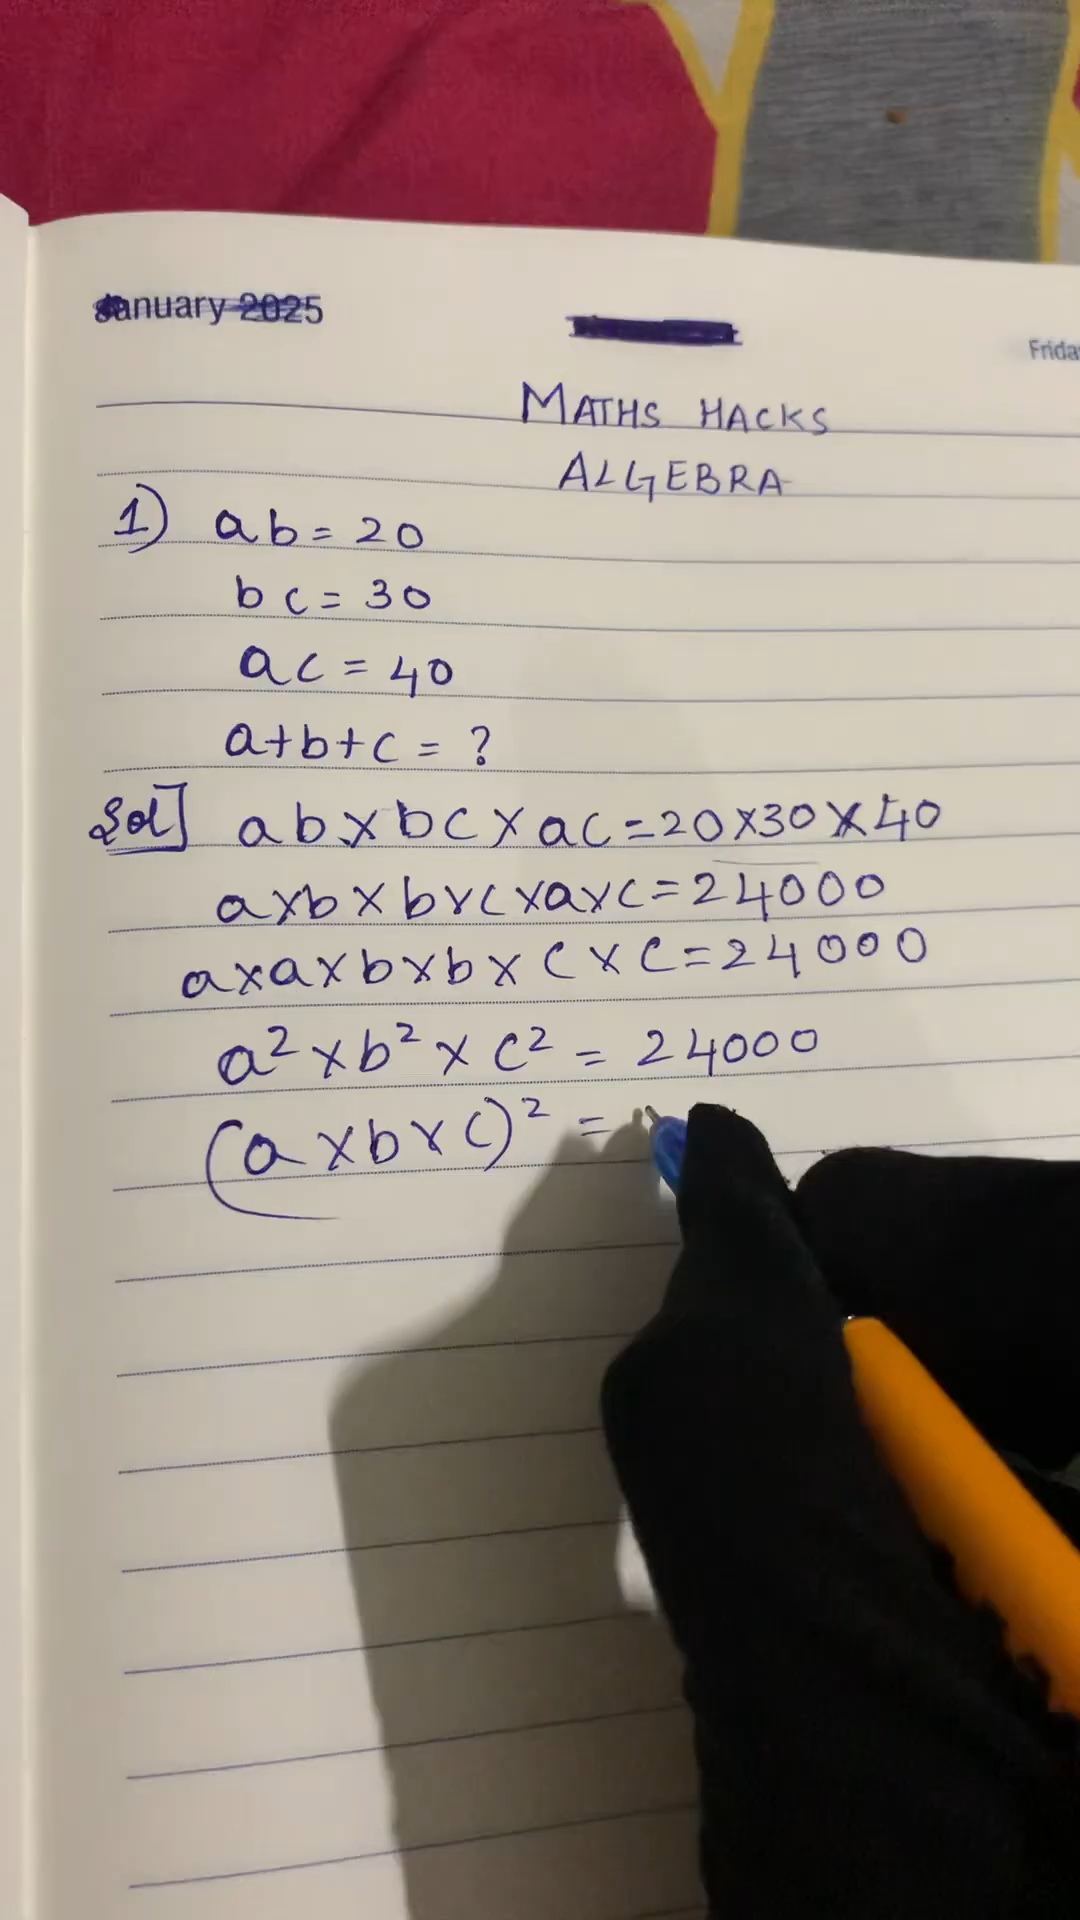 January 2025
Frida
MATHS HACKS
ALGEBRA
1) ab = 20
bc = 30
ac = 40
a+b+c = ?
Sol] ab×bc×ac=20×30×40
a×b×b×c×a×c=24000
a×a×b×b×c×c=24000
a²×b²×c² = 24000
(a×b×c)² =